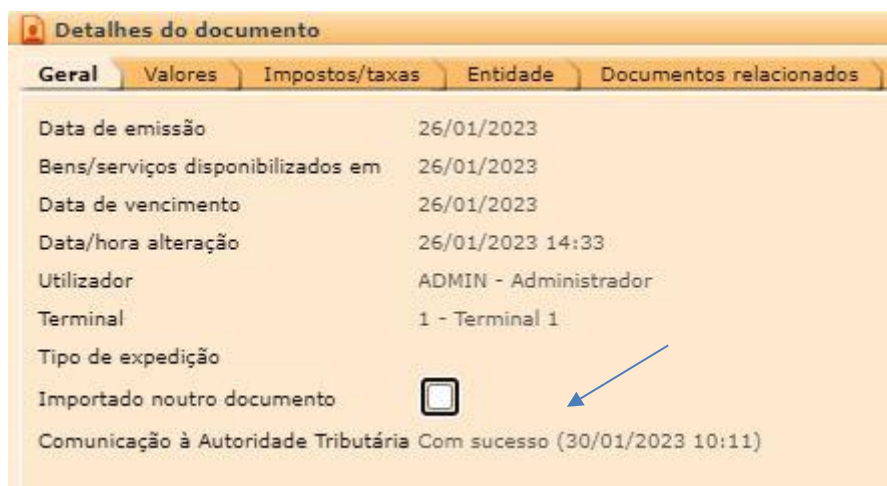 Detalhes do documento
Geral Valores Impostos/taxas Entidade Documentos relacionados
Data de emissão 26/01/2023
Bens/serviços disponibilizados em 26/01/2023
Data de vencimento 26/01/2023
Data/hora alteração 26/01/2023 14:33
Utilizador ADMIN - Administrador
Terminal 1 - Terminal 1
Tipo de expedição
Importado noutro documento
Comunicação à Autoridade Tributária Com sucesso (30/01/2023 10:11)